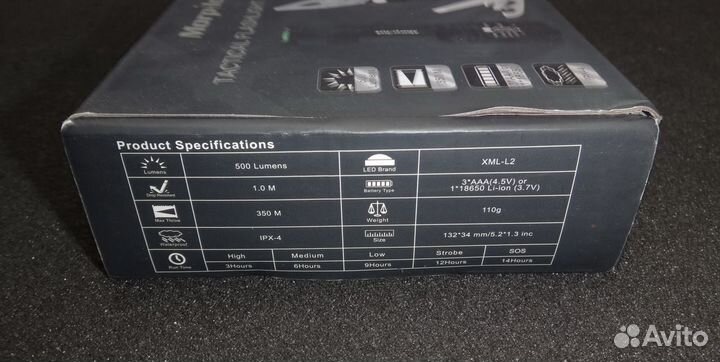 TACTICAL FLASHLIGHT
Product Specifications
Lumens 500 Lumens LED Brand XML-L2
Drop Resistant 1.0 M Battery Type 3*AAA(4.5V) or
1*18650 Li-ion (3.7V)
Max Throw 350 M Weight 110g
Waterproof IPX-4 Size 132*34 mm/5.2*1.3 inc
Run Time High Medium Low Strobe SOS
3Hours 6Hours 9Hours 12Hours 14Hours
Avito